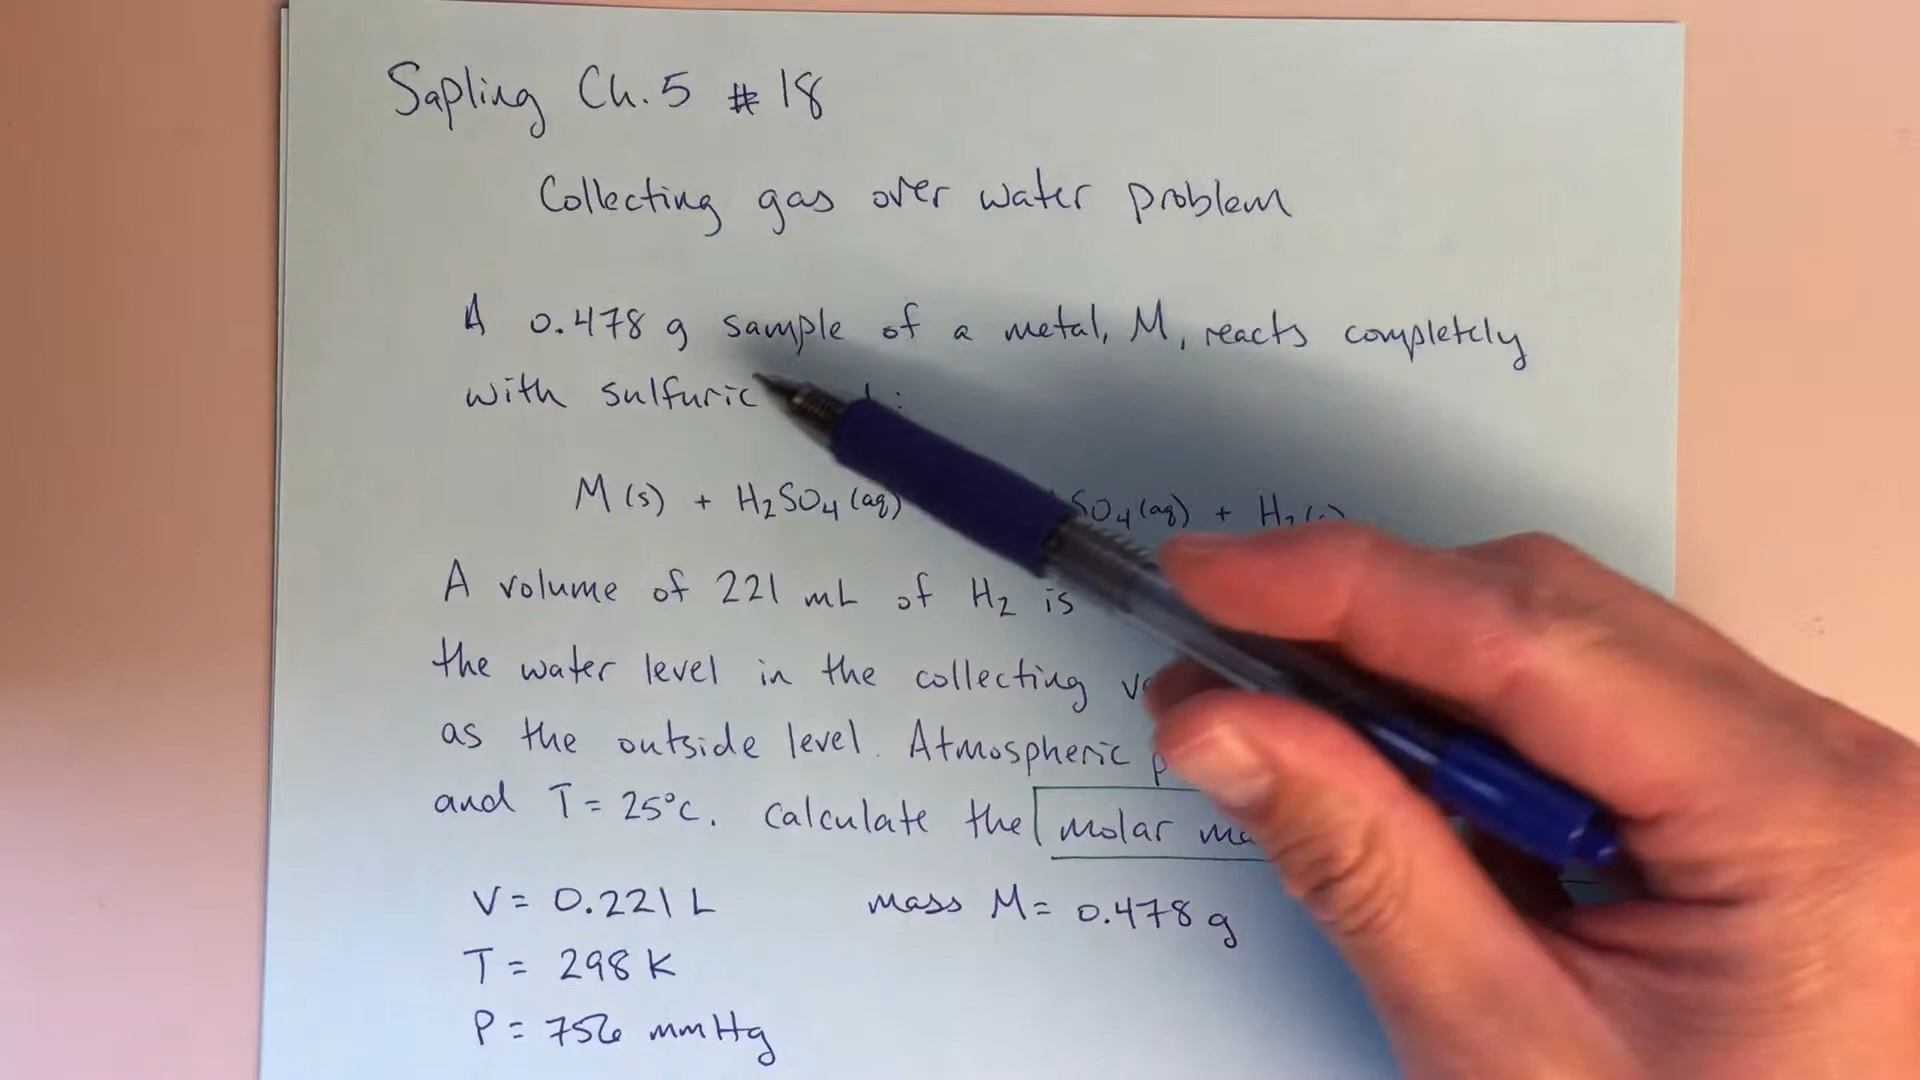 Sapling Ch. 5 # 18
Collecting gas over water problem
A 0.478 g sample of a metal, M, reacts completely
with sulfuric :
M (s) + H₂SO₄ (aq) SO₄ (aq) + H₂
A volume of 221 mL of H₂ is
the water level in the collecting
as the outside level. Atmospheric
and T = 25°C. Calculate the molar
V = 0.221 L mass M = 0.478 g
T = 298 K
P = 756 mmHg